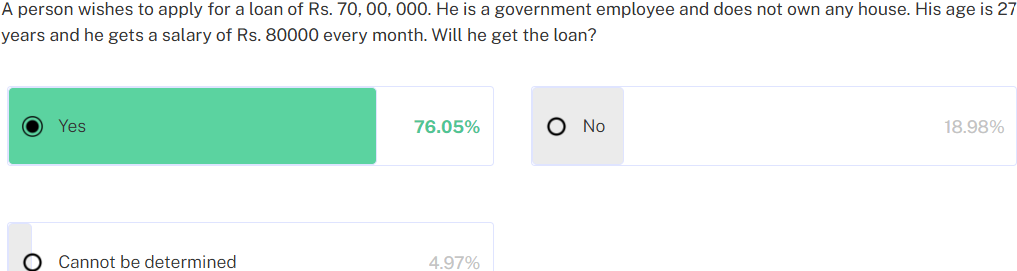 A person wishes to apply for a loan of Rs. 70, 00, 000. He is a government employee and does not own any house. His age is 27
years and he gets a salary of Rs. 80000 every month. Will he get the loan?
Yes 76.05%
No 18.98%
Cannot be determined 4.97%